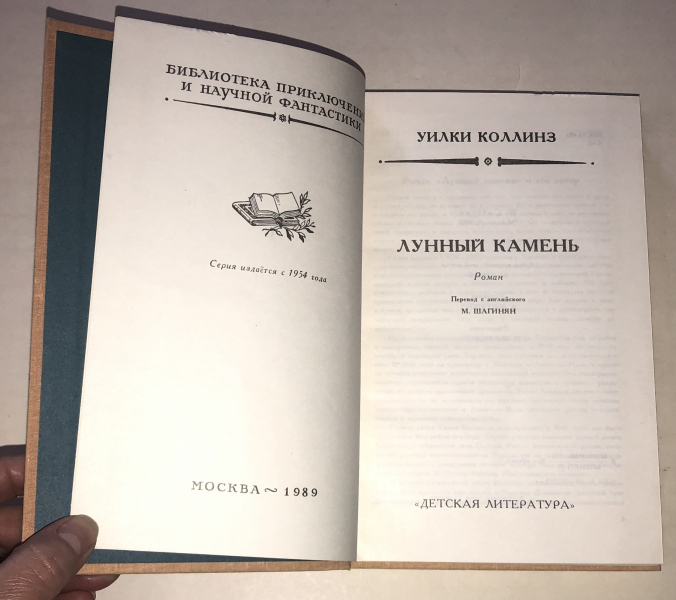 БИБЛИОТЕКА ПРИКЛЮЧЕНИ
И НАУЧНОЙ ФАНТАСТИКИ
Серия издаётся с 1954 года
МОСКВА ~ 1989
УИЛКИ КОЛЛИНЗ
ЛУННЫЙ КАМЕНЬ
Роман
Перевод с английского
М. ШАГИНЯН
«ДЕТСКАЯ ЛИТЕРАТУРА»